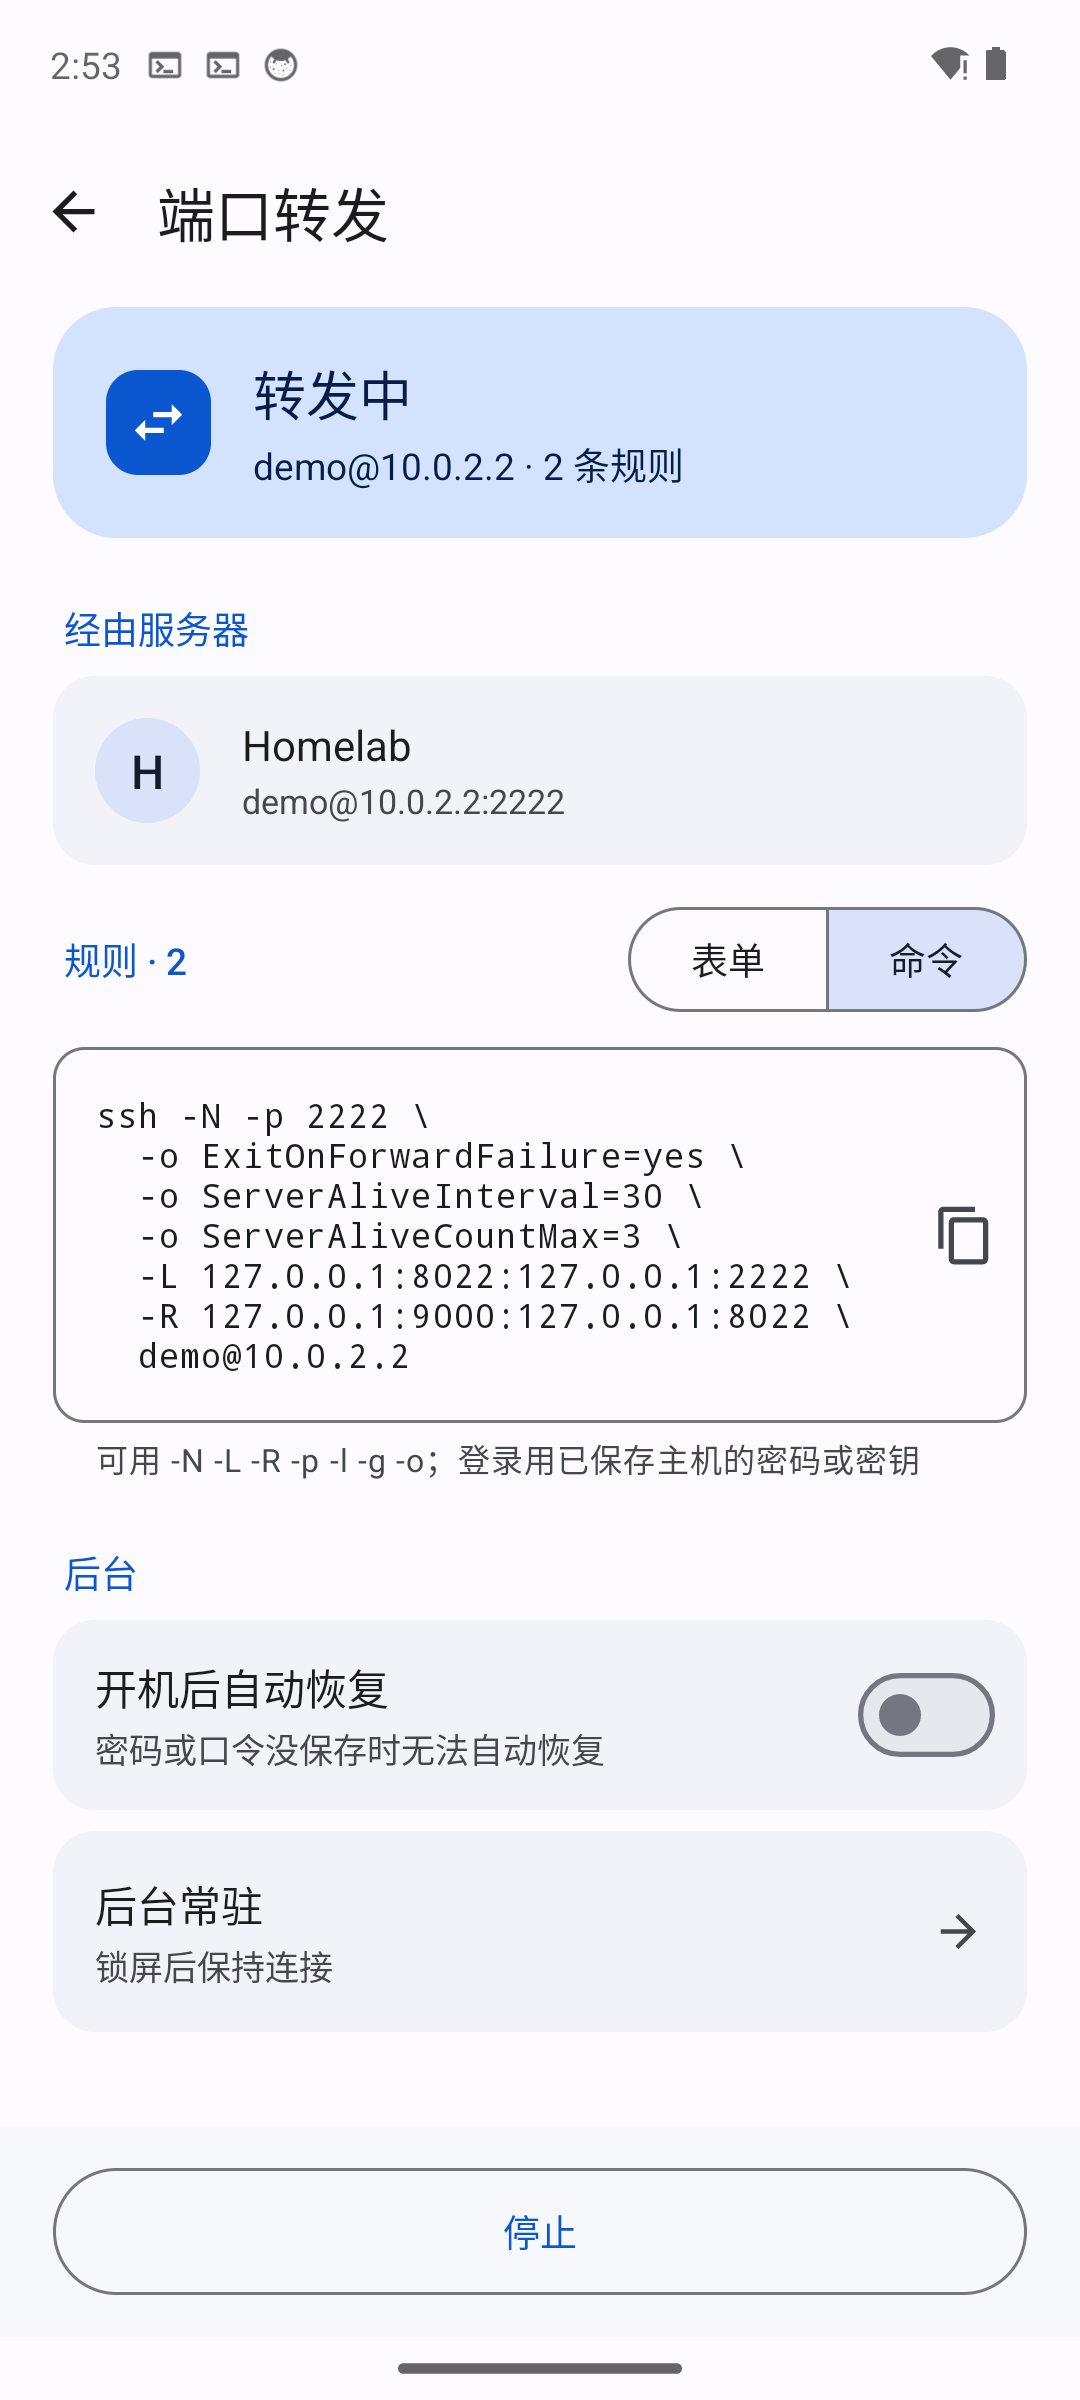 2:53
端口转发
转发中
demo@10.0.2.2 · 2 条规则
经由服务器
H
Homelab
demo@10.0.2.2:2222
规则 · 2
表单
命令
ssh -N -p 2222 \
  -o ExitOnForwardFailure=yes \
  -o ServerAliveInterval=30 \
  -o ServerAliveCountMax=3 \
  -L 127.0.0.1:8022:127.0.0.1:2222 \
  -R 127.0.0.1:9000:127.0.0.1:8022 \
  demo@10.0.2.2
可用 -N -L -R -p -l -g -o；登录用已保存主机的密码或密钥
后台
开机后自动恢复
密码或口令没保存时无法自动恢复
后台常驻
锁屏后保持连接
停止